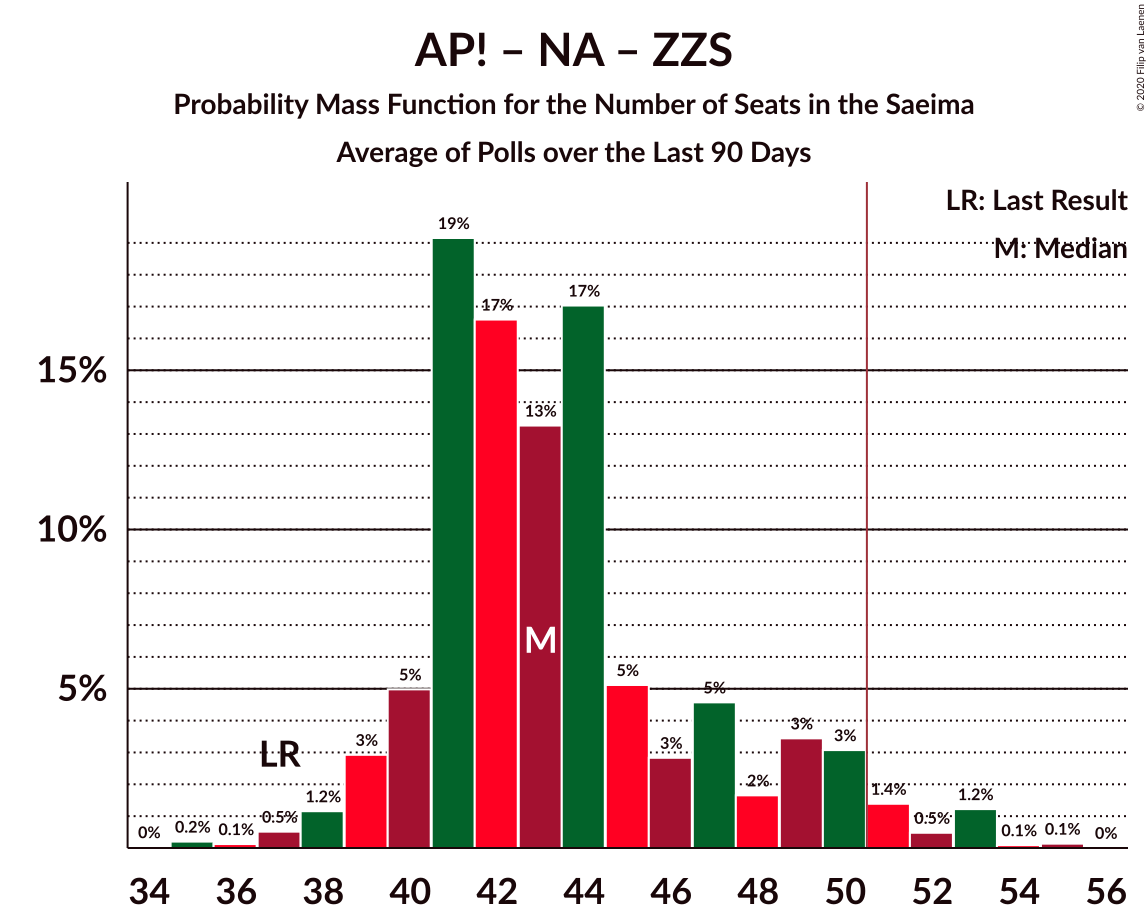 AP! – NA – ZZS
Probability Mass Function for the Number of Seats in the Saeima
Average of Polls over the Last 90 Days
© 2020 Filip van Laenen
LR: Last Result
M: Median
15%
10%
5%
0%
0.2%
0.1%
0.5%
1.2%
3%
5%
19%
17%
13%
17%
5%
3%
5%
2%
3%
3%
1.4%
0.5%
1.2%
0.1%
0.1%
0%
LR
M
34 36 38 40 42 44 46 48 50 52 54 56